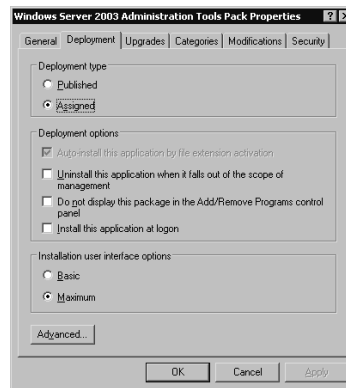 Windows Server 2003 Administration Tools Pack Properties ? X
General Deployment Upgrades Categories Modifications Security
Deployment type
Published
Assigned
Deployment options
Auto-install this application by file extension activation
Uninstall this application when it falls out of the scope of
management
Do not display this package in the Add/Remove Programs control
panel
Install this application at logon
Installation user interface options
Basic
Maximum
Advanced...
OK Cancel Apply